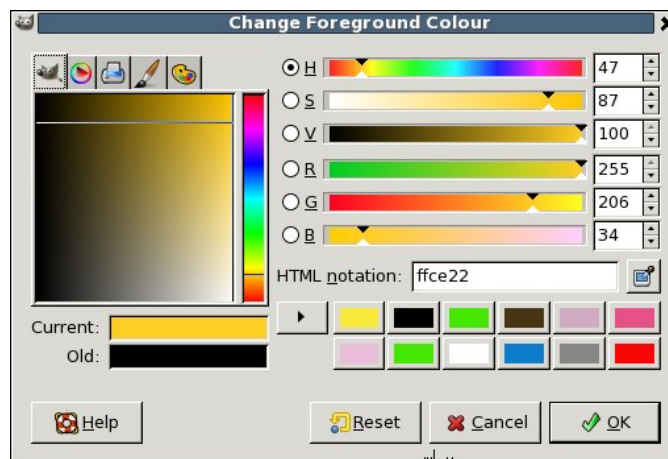 Change Foreground Colour
H 47
S 87
V 100
R 255
G 206
B 34
HTML notation: ffce22
Current:
Old:
Help Reset Cancel OK